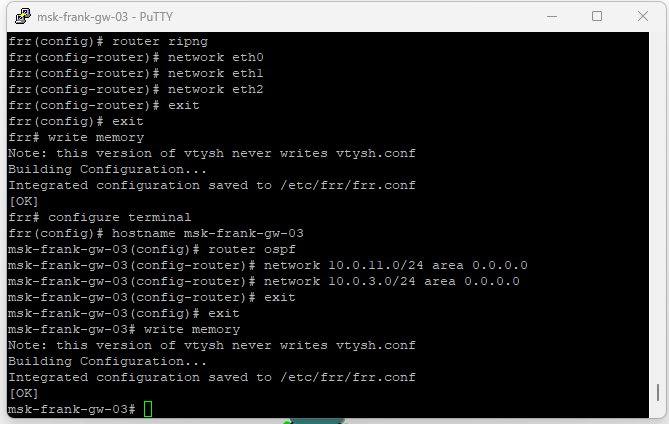 msk-frank-gw-03 - PuTTY
frr(config)# router ripng
frr(config-router)# network eth0
frr(config-router)# network eth1
frr(config-router)# network eth2
frr(config-router)# exit
frr(config)# exit
frr# write memory
Note: this version of vtysh never writes vtysh.conf
Building Configuration...
Integrated configuration saved to /etc/frr/frr.conf
[OK]
frr# configure terminal
frr(config)# hostname msk-frank-gw-03
msk-frank-gw-03(config)# router ospf
msk-frank-gw-03(config-router)# network 10.0.11.0/24 area 0.0.0.0
msk-frank-gw-03(config-router)# network 10.0.3.0/24 area 0.0.0.0
msk-frank-gw-03(config-router)# exit
msk-frank-gw-03(config)# exit
msk-frank-gw-03# write memory
Note: this version of vtysh never writes vtysh.conf
Building Configuration...
Integrated configuration saved to /etc/frr/frr.conf
[OK]
msk-frank-gw-03#